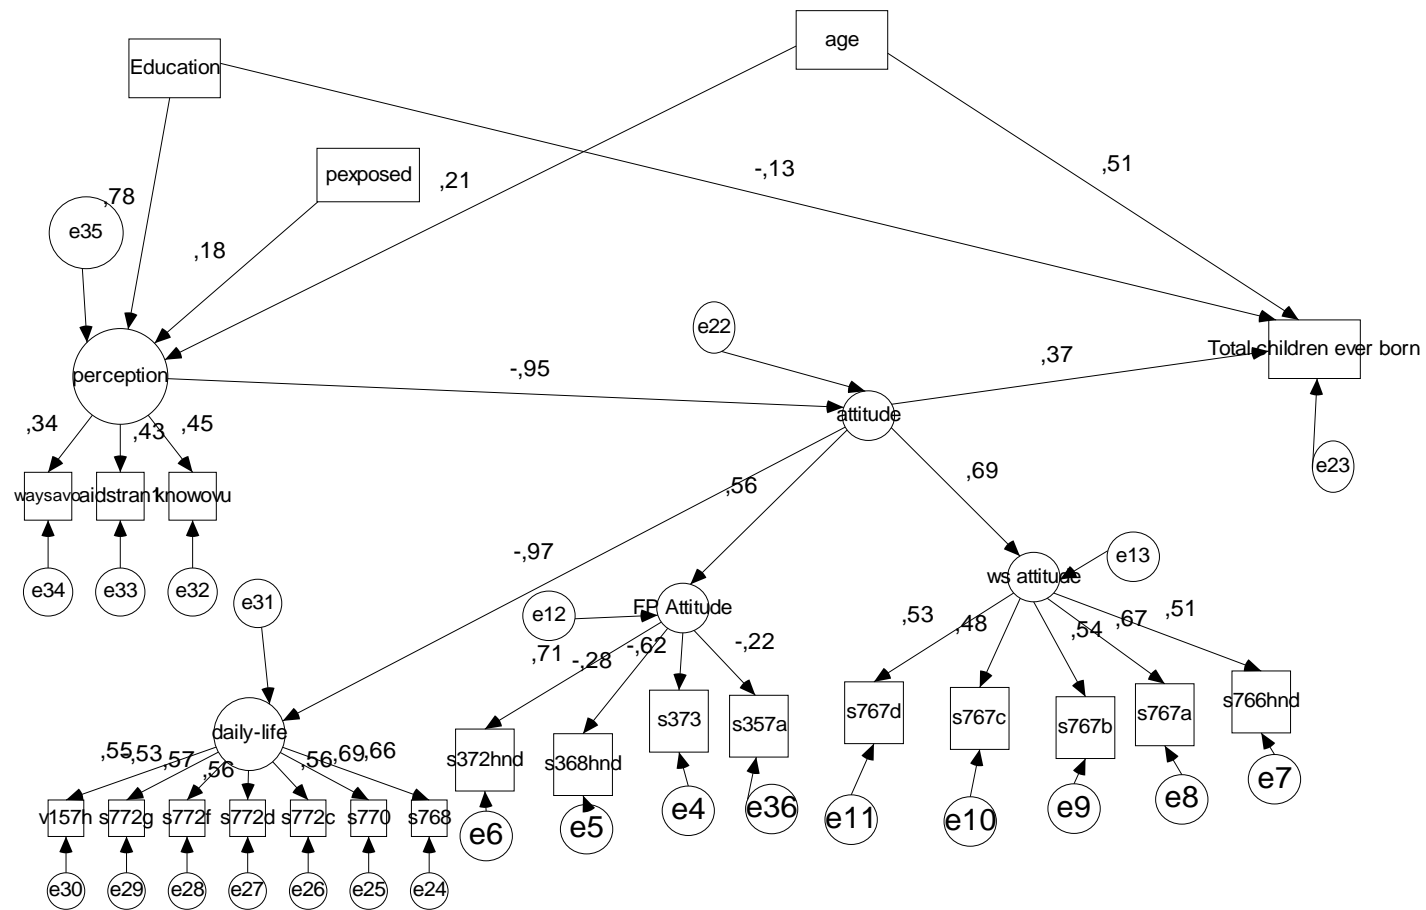 age
Education
pexposed
,78
,21
-,13
,51
e35
,18
e22
Total children ever born
,37
-,95
perception
attitude
,34
,43
,45
e23
,69
,56
waysavo
aidstran1
knowovu
-,97
e13
ws attitude
e34
e33
e32
e31
e12
FP Attitude
,53
,48
,54
,67
,51
,71
-,28
-,62
-,22
s766hnd
s767d
s767c
s767b
s767a
s373
s357a
daily-life
s372hnd
s368hnd
,55
-,53
,57
,56
,56
,69
,66
e7
e8
e9
e10
e11
e4
e36
v157h
s772g
s772f
s772d
s772c
s770
s768
e6
e5
e30
e29
e28
e27
e26
e25
e24